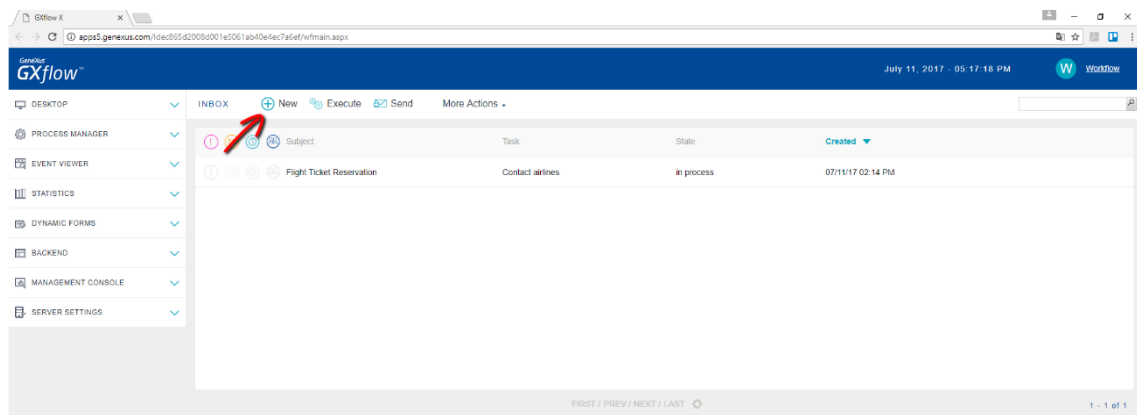 GXflow X
apps5.genexus.com/Idec865d2008d001e5061ab40e4ec7a6ef/wfmain.aspx
GeneXus
GXflow™
July 11, 2017 - 05:17:18 PM
W
Workflow
DESKTOP
PROCESS MANAGER
EVENT VIEWER
STATISTICS
DYNAMIC FORMS
BACKEND
MANAGEMENT CONSOLE
SERVER SETTINGS
INBOX New Execute Send More Actions
Subject Task State Created
Flight Ticket Reservation Contact airlines in process 07/11/17 02:14 PM
FIRST / PREV / NEXT / LAST
1 - 1 of 1